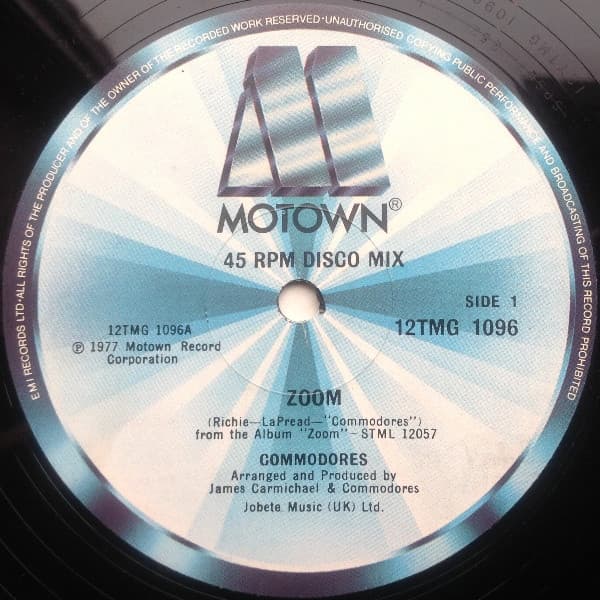 EMI RECORDS LTD·ALL RIGHTS OF THE PRODUCER AND OF THE OWNER OF THE RECORDED WORK RESERVED·UNAUTHORISED COPYING PUBLIC PERFORMANCE AND BROADCASTING OF THIS RECORD PROHIBITED
MOTOWN®
45 RPM DISCO MIX
SIDE 1
12TMG 1096
12TMG 1096A
℗ 1977 Motown Record
Corporation
ZOOM
(Richie—LaPread—"Commodores")
from the Album "Zoom"—STML 12057
COMMODORES
Arranged and Produced by
James Carmichael & Commodores
Jobete Music (UK) Ltd.